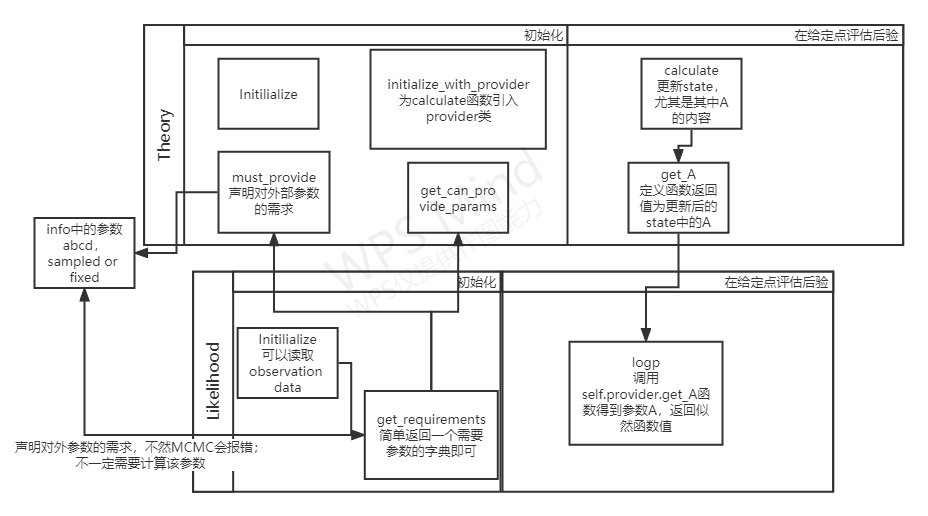 初始化
在给定点评估后验
Theory
Initilialize
initialize_with_provider
为calculate函数引入
provider类
calculate
更新state，
尤其是其中A
的内容
must_provide
声明对外部参数
的需求
get_can_pro
vide_params
get_A
定义函数返回
值为更新后的
state中的A
info中的参数
abcd，
sampled or
fixed
WPS Mind
WPS仅提供作图能力
初始化
在给定点评估后验
Likelihood
Initilialize
可以读取
observation
data
logp
调用
self.provider.get_A函
数得到参数A，返回似
然函数值
get_requirements
简单返回一个需要
参数的字典即可
声明对外参数的需求，不然MCMC会报错；
不一定需要计算该参数